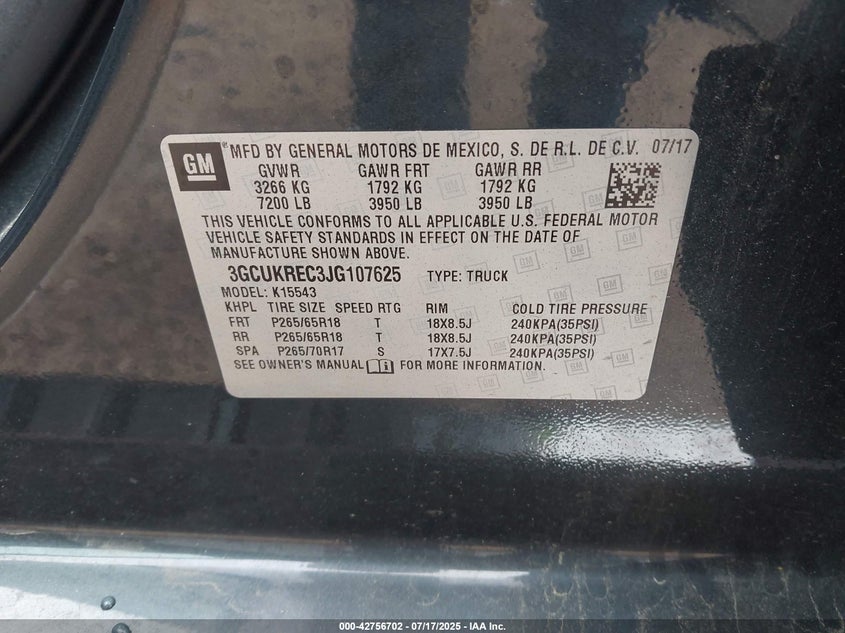 GM ® MFD BY GENERAL MOTORS DE MEXICO, S. DE R.L. DE C.V. 07/17
GVWR GAWR FRT GAWR RR
3266 KG 1792 KG 1792 KG
7200 LB 3950 LB 3950 LB
THIS VEHICLE CONFORMS TO ALL APPLICABLE U.S. FEDERAL MOTOR
VEHICLE SAFETY STANDARDS IN EFFECT ON THE DATE OF
MANUFACTURE SHOWN ABOVE.
3GCUKREC3JG107625 TYPE: TRUCK
MODEL: K15543
KHPL TIRE SIZE SPEED RTG RIM COLD TIRE PRESSURE
FRT P265/65R18 T 18X8.5J 240KPA(35PSI)
RR P265/65R18 T 18X8.5J 240KPA(35PSI)
SPA P265/70R17 S 17X7.5J 240KPA(35PSI)
SEE OWNER'S MANUAL FOR MORE INFORMATION.
000-42756702 - 07/17/2025 - IAA Inc.